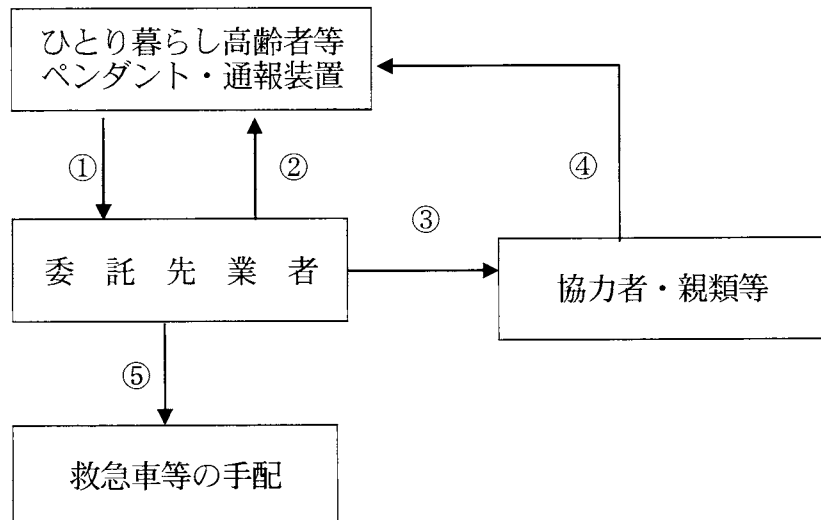 ひとり暮らし高齢者等
ペンダント・通報装置
①
②
④
③
委託先業者
協力者・親類等
⑤
救急車等の手配